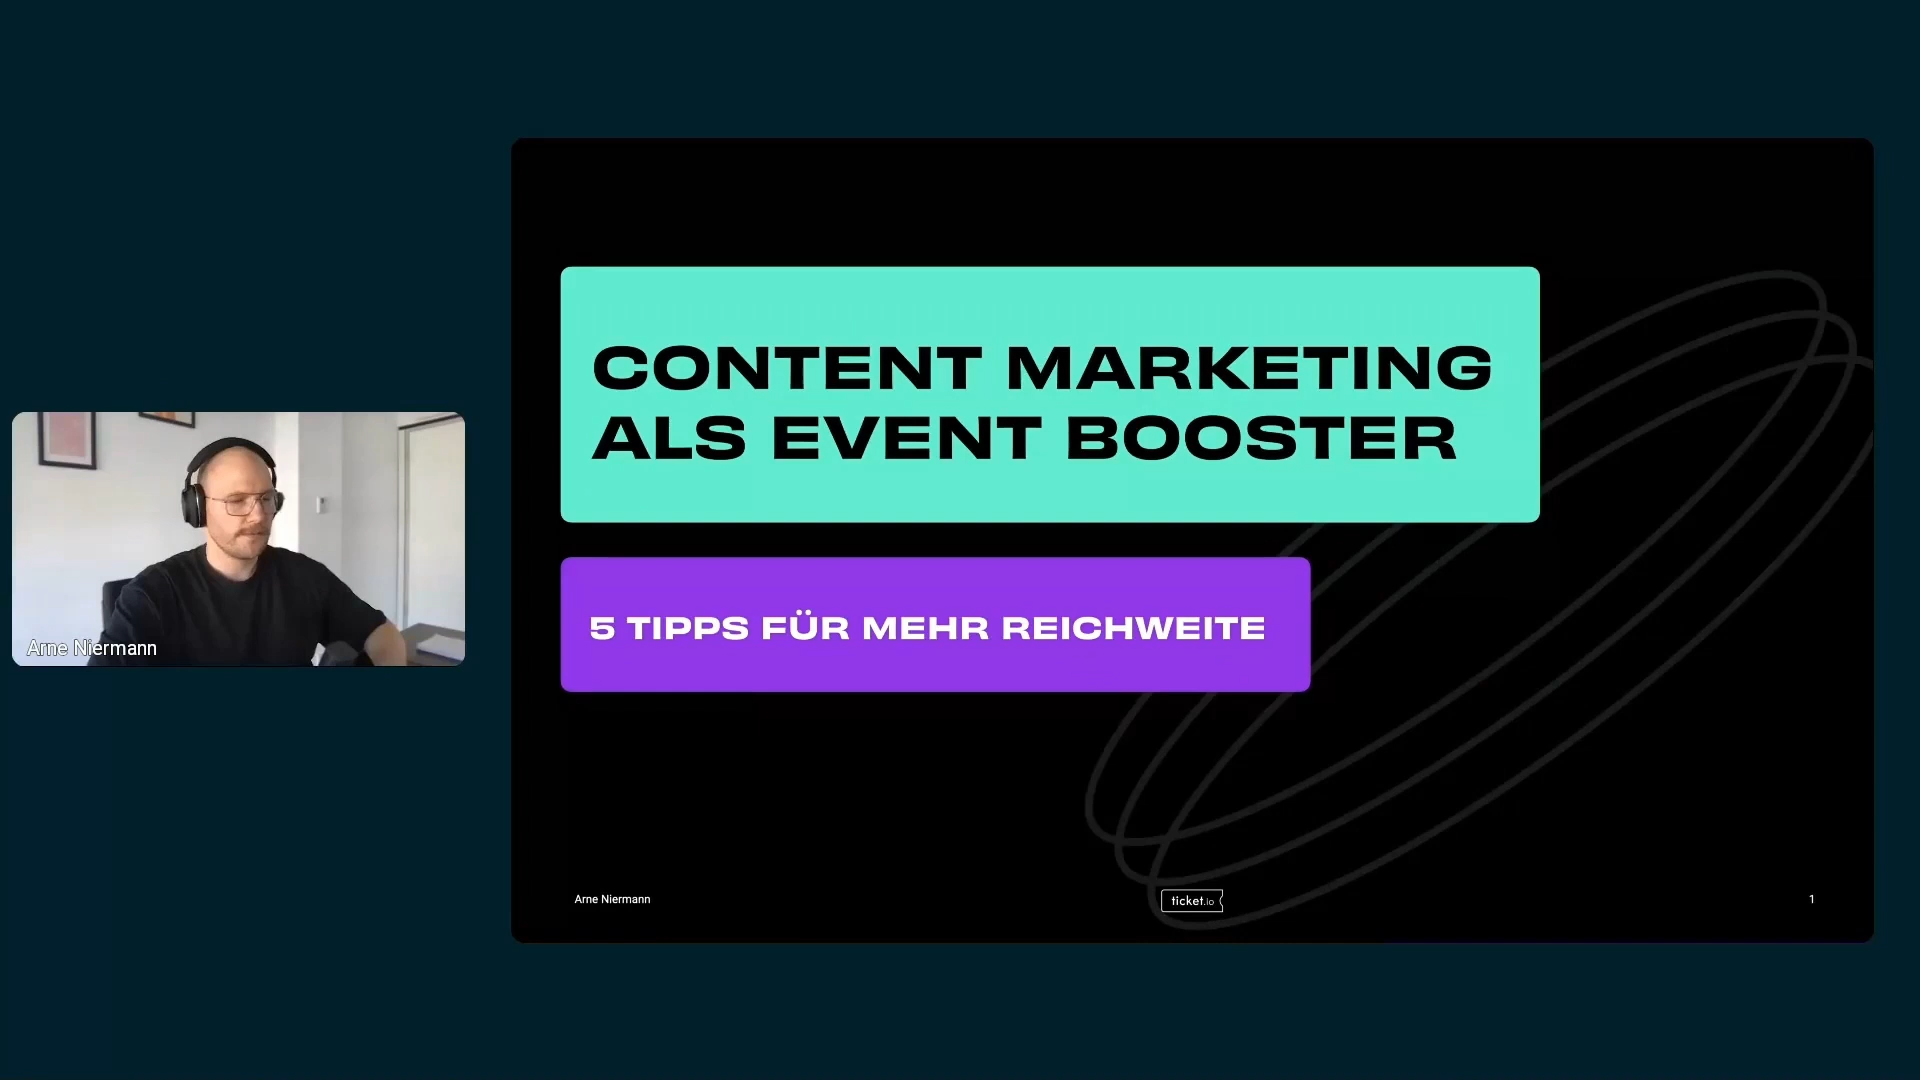 CONTENT MARKETING
ALS EVENT BOOSTER
5 TIPPS FÜR MEHR REICHWEITE
Arne Niermann
Arne Niermann
ticket.io
1